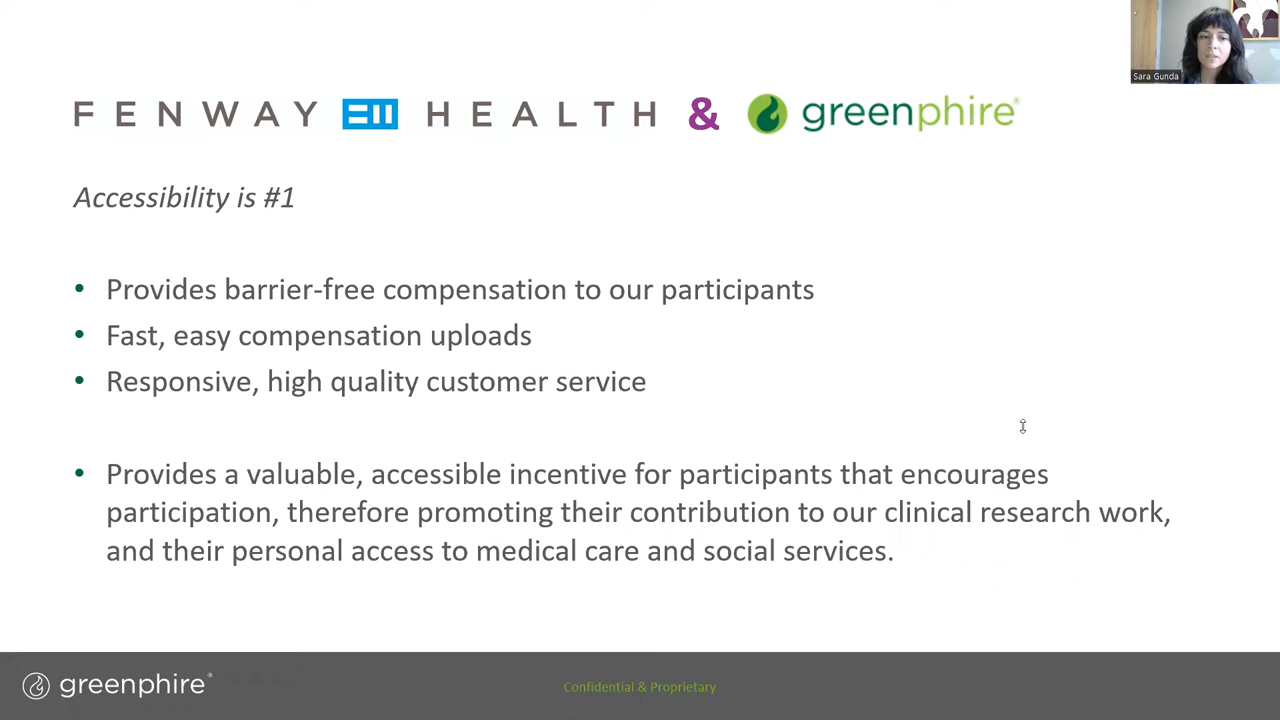 Sara Gunda
FENWAY HEALTH & greenphire®
Accessibility is #1
• Provides barrier-free compensation to our participants
• Fast, easy compensation uploads
• Responsive, high quality customer service
• Provides a valuable, accessible incentive for participants that encourages
participation, therefore promoting their contribution to our clinical research work,
and their personal access to medical care and social services.
greenphire®
Confidential & Proprietary